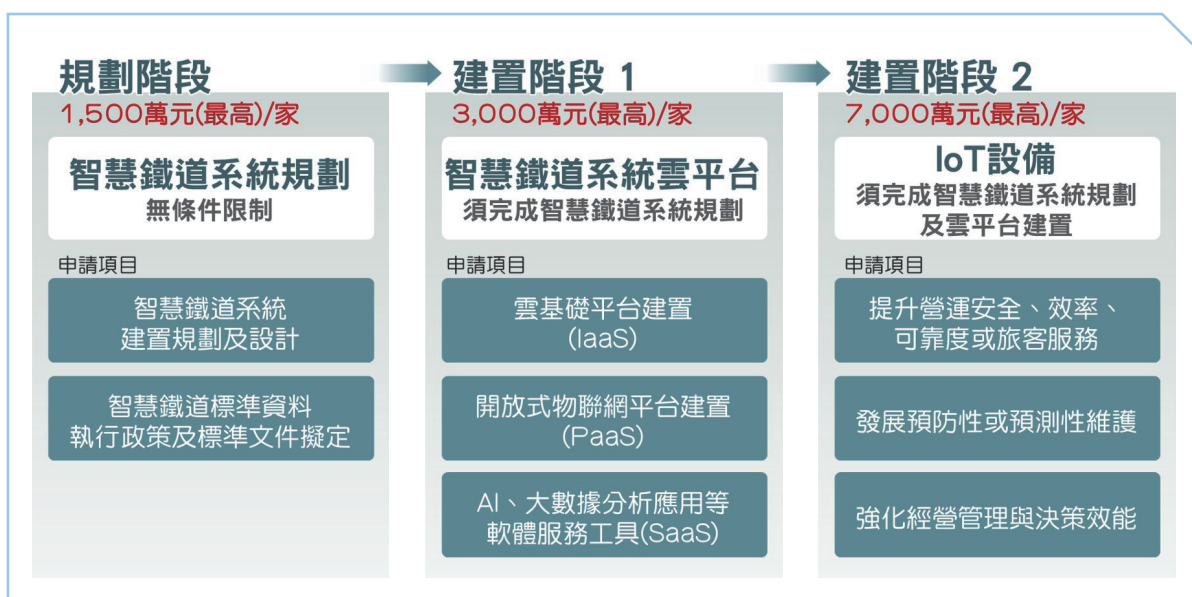 規劃階段
1,500萬元(最高)/家
智慧鐵道系統規劃
無條件限制
申請項目
智慧鐵道系統
建置規劃及設計
智慧鐵道標準資料
執行政策及標準文件擬定
建置階段 1
3,000萬元(最高)/家
智慧鐵道系統雲平台
須完成智慧鐵道系統規劃
申請項目
雲基礎平台建置
(IaaS)
開放式物聯網平台建置
(PaaS)
AI、大數據分析應用等
軟體服務工具(SaaS)
建置階段 2
7,000萬元(最高)/家
IoT設備
須完成智慧鐵道系統規劃
及雲平台建置
申請項目
提升營運安全、效率、
可靠度或旅客服務
發展預防性或預測性維護
強化經營管理與決策效能